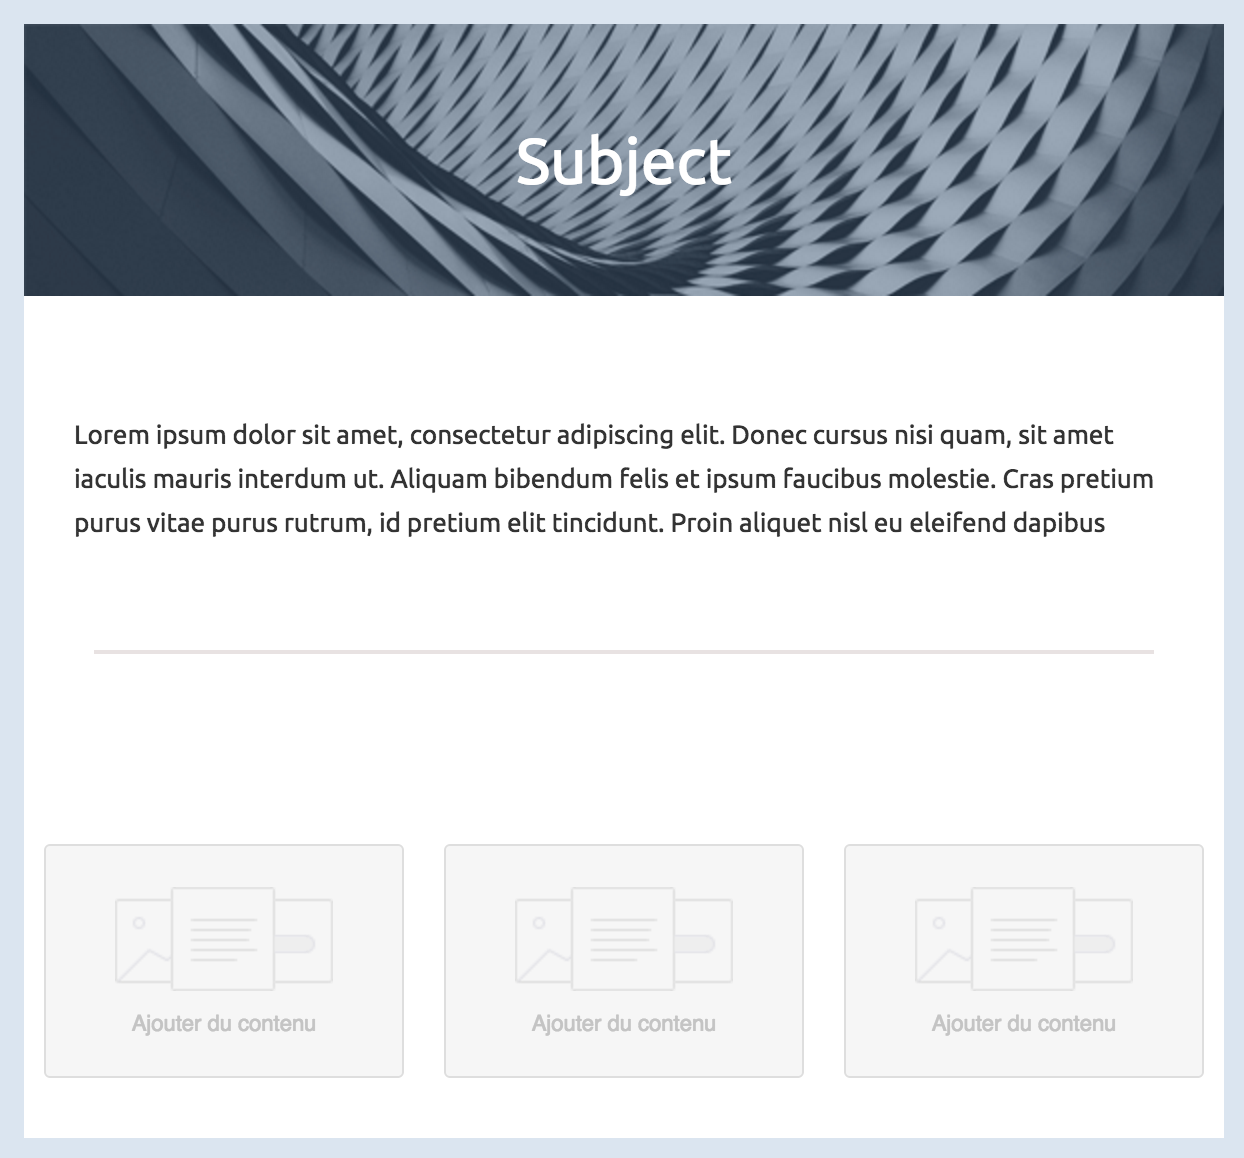 Subject
Lorem ipsum dolor sit amet, consectetur adipiscing elit. Donec cursus nisi quam, sit amet
iaculis mauris interdum ut. Aliquam bibendum felis et ipsum faucibus molestie. Cras pretium
purus vitae purus rutrum, id pretium elit tincidunt. Proin aliquet nisl eu eleifend dapibus
Ajouter du contenu
Ajouter du contenu
Ajouter du contenu